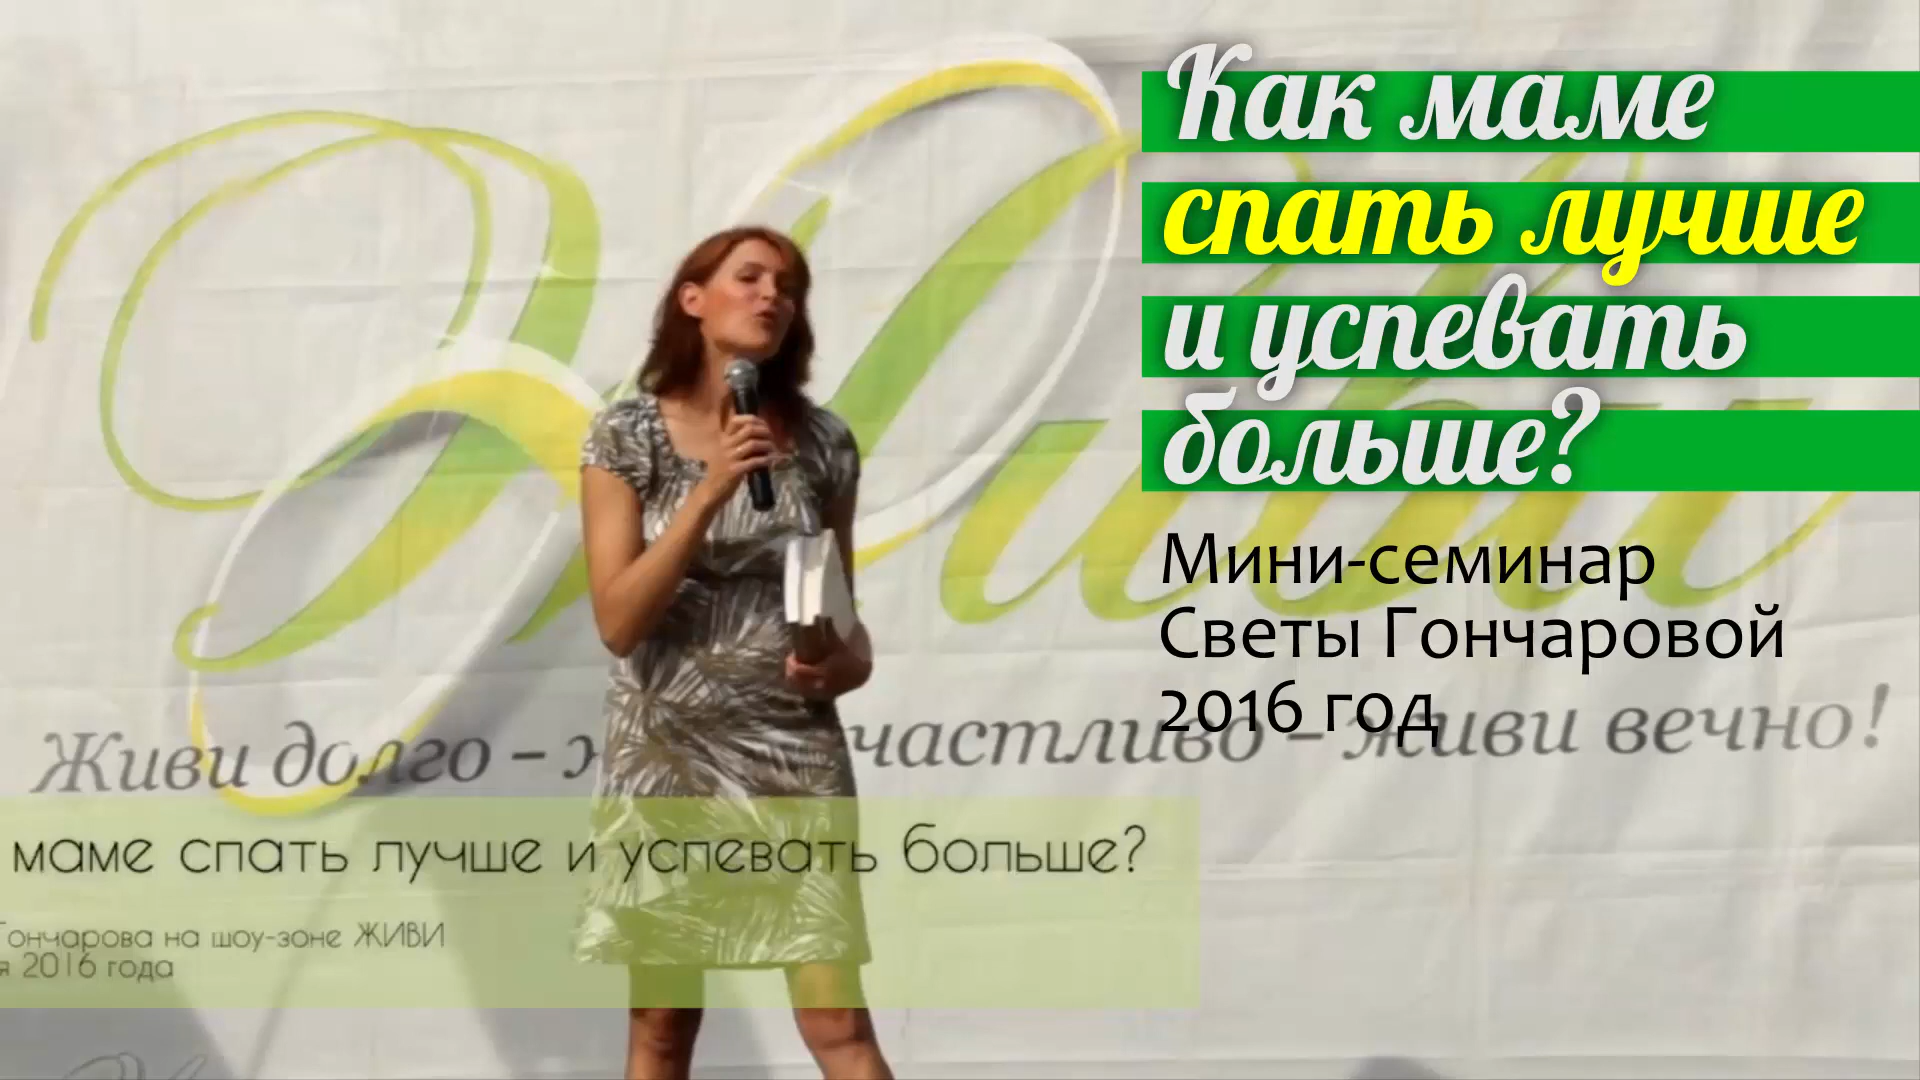 Как маме
спать лучше
и успевать
больше?
Мини-семинар
Светы Гончаровой
2016 год
Живи
Живи долго – ж частливо – живи вечно!
маме спать лучше и успевать больше?
Гончарова на шоу-зоне ЖИВИ
я 2016 года